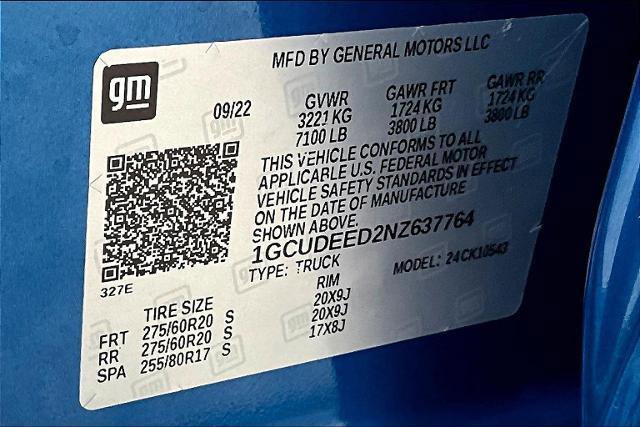 gm
MFD BY GENERAL MOTORS LLC
09/22
GVWR GAWR FRT GAWR RR
3221 KG 1724 KG 1724 KG
7100 LB 3800 LB 3800 LB
THIS VEHICLE CONFORMS TO ALL
APPLICABLE U.S. FEDERAL MOTOR
VEHICLE SAFETY STANDARDS IN EFFECT
ON THE DATE OF MANUFACTURE
SHOWN ABOVE.
1GCUDEED2NZ637764
TYPE: TRUCK MODEL: 24CK10543
327E
TIRE SIZE RIM
FRT 275/60R20 S 20X9J
RR 275/60R20 S 20X9J
SPA 255/80R17 S 17X8J